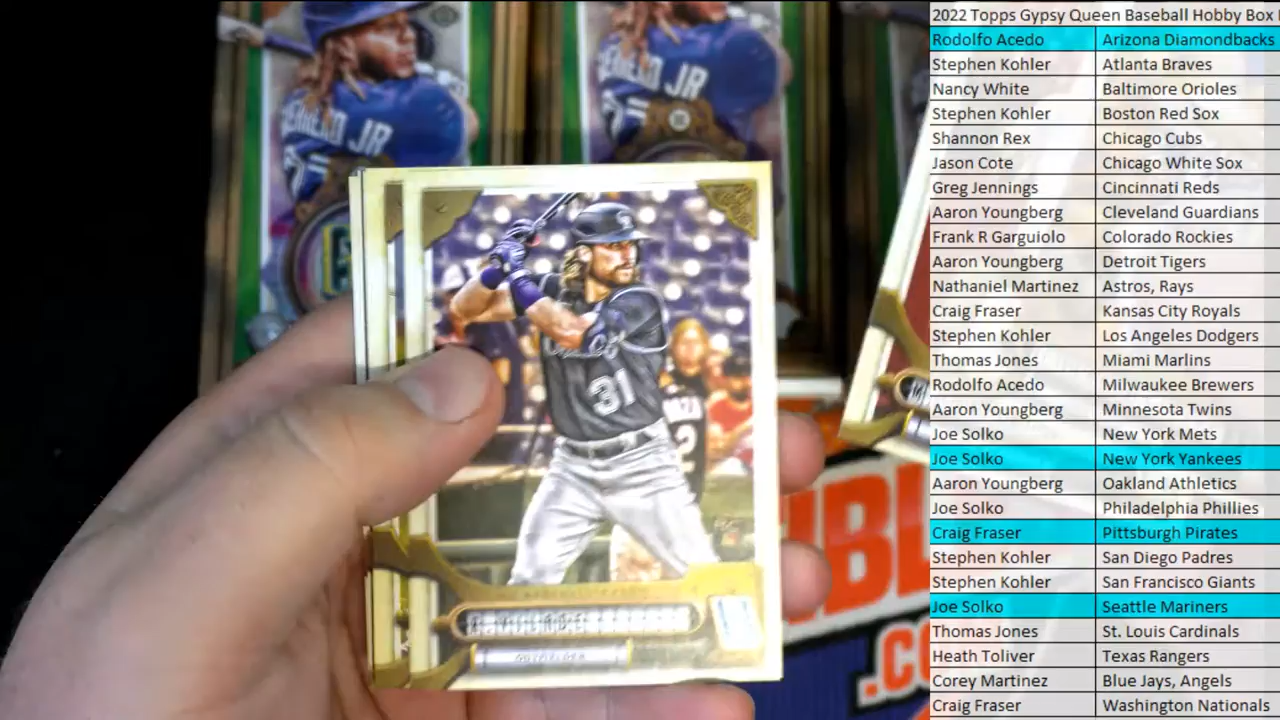 2022 Topps Gypsy Queen Baseball Hobby Box
Rodolfo Acedo Arizona Diamondbacks
Stephen Kohler Atlanta Braves
Nancy White Baltimore Orioles
Stephen Kohler Boston Red Sox
Shannon Rex Chicago Cubs
Jason Cote Chicago White Sox
Greg Jennings Cincinnati Reds
Aaron Youngberg Cleveland Guardians
Frank R Garguiolo Colorado Rockies
Aaron Youngberg Detroit Tigers
Nathaniel Martinez Astros, Rays
Craig Fraser Kansas City Royals
Stephen Kohler Los Angeles Dodgers
Thomas Jones Miami Marlins
Rodolfo Acedo Milwaukee Brewers
Aaron Youngberg Minnesota Twins
Joe Solko New York Mets
Joe Solko New York Yankees
Aaron Youngberg Oakland Athletics
Joe Solko Philadelphia Phillies
Craig Fraser Pittsburgh Pirates
Stephen Kohler San Diego Padres
Stephen Kohler San Francisco Giants
Joe Solko Seattle Mariners
Thomas Jones St. Louis Cardinals
Heath Toliver Texas Rangers
Corey Martinez Blue Jays, Angels
Craig Fraser Washington Nationals
JR
JR
31
2